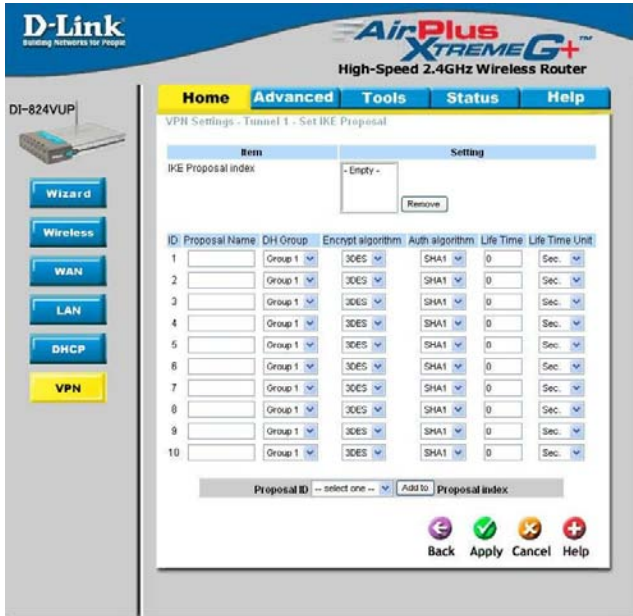 D-Link
Building Networks for People
AirPlus
XTREME G+™
High-Speed 2.4GHz Wireless Router
DI-824VUP
Home Advanced Tools Status Help
VPN Settings - Tunnel 1 - Set IKE Proposal
Item Setting
IKE Proposal index - Empty -
Remove
Wizard
Wireless
WAN
LAN
DHCP
VPN
ID Proposal Name DH Group Encrypt algorithm Auth algorithm Life Time Life Time Unit
1 Group 1 3DES SHA1 0 Sec.
2 Group 1 3DES SHA1 0 Sec.
3 Group 1 3DES SHA1 0 Sec.
4 Group 1 3DES SHA1 0 Sec.
5 Group 1 3DES SHA1 0 Sec.
6 Group 1 3DES SHA1 0 Sec.
7 Group 1 3DES SHA1 0 Sec.
8 Group 1 3DES SHA1 0 Sec.
9 Group 1 3DES SHA1 0 Sec.
10 Group 1 3DES SHA1 0 Sec.
Proposal ID -- select one -- Add to Proposal index
Back Apply Cancel Help